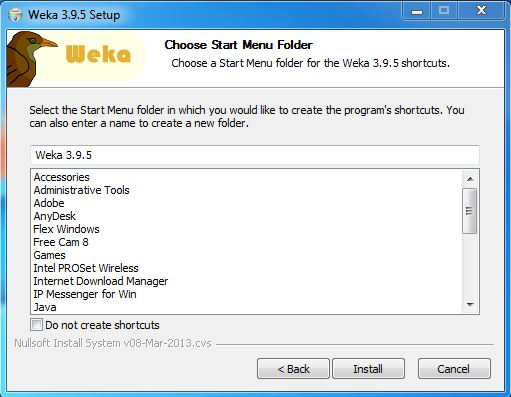 Weka 3.9.5 Setup
Weka
Choose Start Menu Folder
Choose a Start Menu folder for the Weka 3.9.5 shortcuts.
Select the Start Menu folder in which you would like to create the program's shortcuts. You
can also enter a name to create a new folder.
Weka 3.9.5
Accessories
Administrative Tools
Adobe
AnyDesk
Flex Windows
Free Cam 8
Games
Intel PROSet Wireless
Internet Download Manager
IP Messenger for Win
Java
Do not create shortcuts
Nullsoft Install System v08-Mar-2013.cvs
< Back Install Cancel